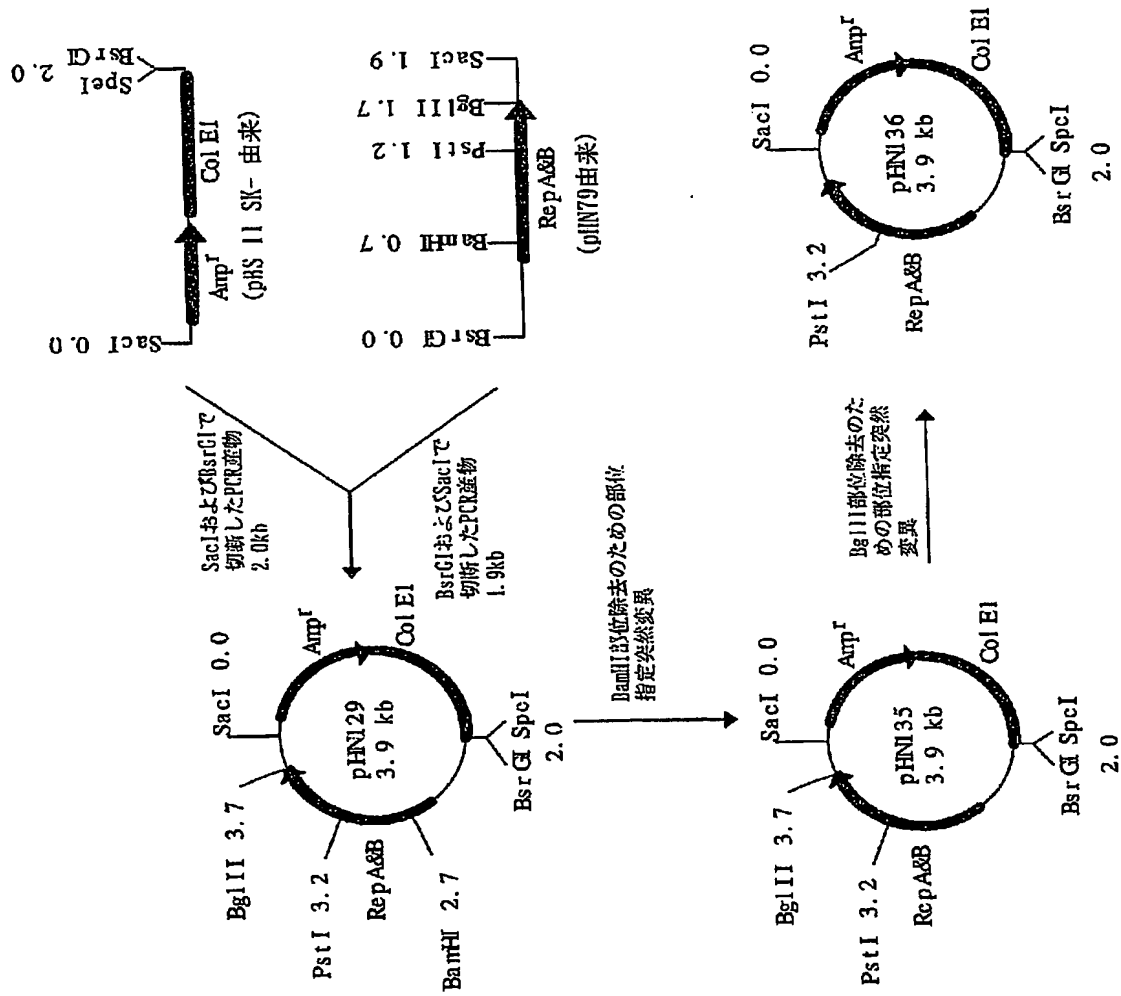 SacI 0.0
Amp^r
Col E1
SpeI
BsrGI
2.0
(pHS II SK- 由来)
BsrGI 0.0
BamHI 0.7
PstI 1.2
BglII 1.7
SacI 1.9
RepA&B
(pHN79由来)
SacIおよびBsrGIで
切断したPCR産物
2.0kb
BsrGIおよびSacIで
切断したPCR産物
1.9kb
SacI 0.0
Amp^r
Col E1
BglII 3.7
pHN129
3.9 kb
PstI 3.2
RepA&B
BamHI 2.7
BsrGI SpcI
2.0
BamHI部位除去のための部位
指定突然変異
SacI 0.0
Amp^r
Col E1
BglII 3.7
pHN135
3.9 kb
PstI 3.2
RcpA&B
BsrGI SpcI
2.0
BglII部位除去のた
めの部位指定突然
変異
SacI 0.0
Amp^r
Col E1
pHN136
3.9 kb
PstI 3.2
RepA&B
BsrGI SpcI
2.0